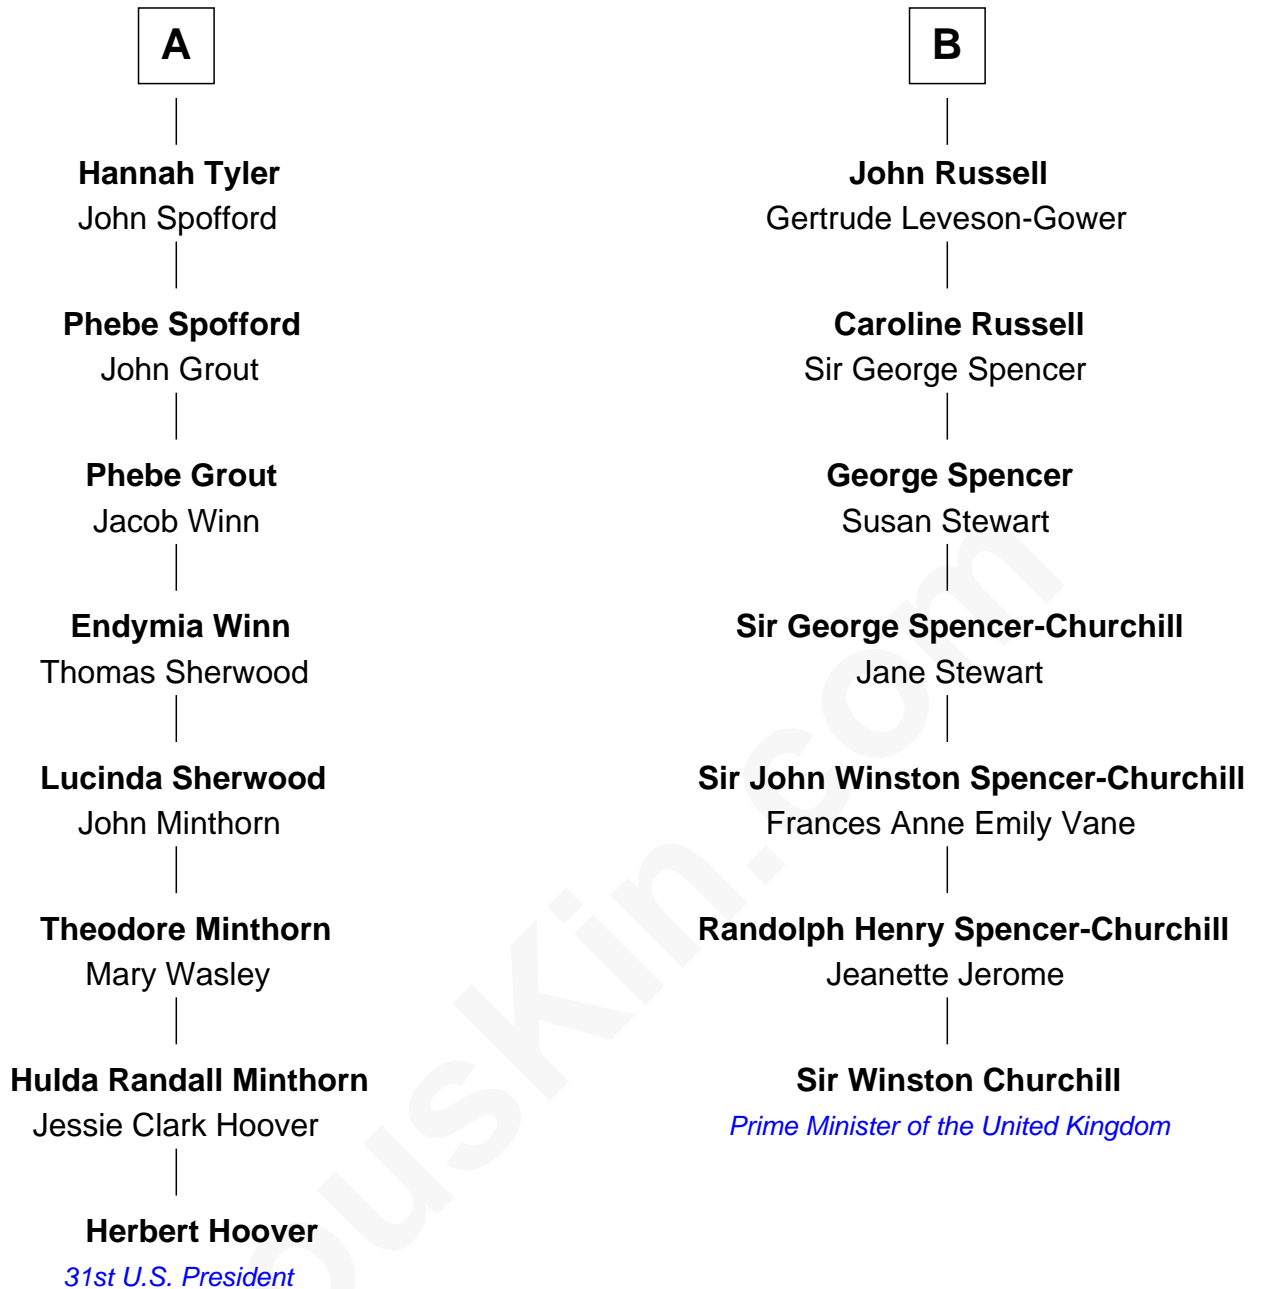 A
Hannah Tyler
John Spofford
Phebe Spofford
John Grout
Phebe Grout
Jacob Winn
Endymia Winn
Thomas Sherwood
Lucinda Sherwood
John Minthorn
Theodore Minthorn
Mary Wasley
Hulda Randall Minthorn
Jessie Clark Hoover
Herbert Hoover
31st U.S. President
B
John Russell
Gertrude Leveson-Gower
Caroline Russell
Sir George Spencer
George Spencer
Susan Stewart
Sir George Spencer-Churchill
Jane Stewart
Sir John Winston Spencer-Churchill
Frances Anne Emily Vane
Randolph Henry Spencer-Churchill
Jeanette Jerome
Sir Winston Churchill
Prime Minister of the United Kingdom
ousKin.com